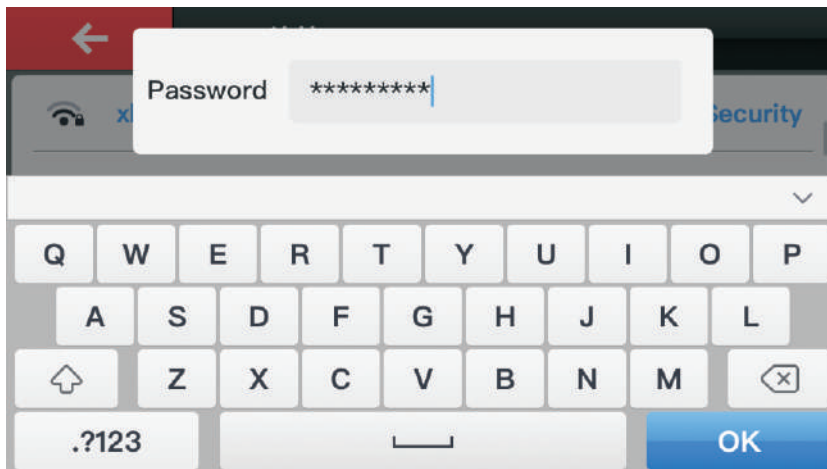 Password *********
Security
Q W E R T Y U I O P
A S D F G H J K L
Z X C V B N M
.?123 OK